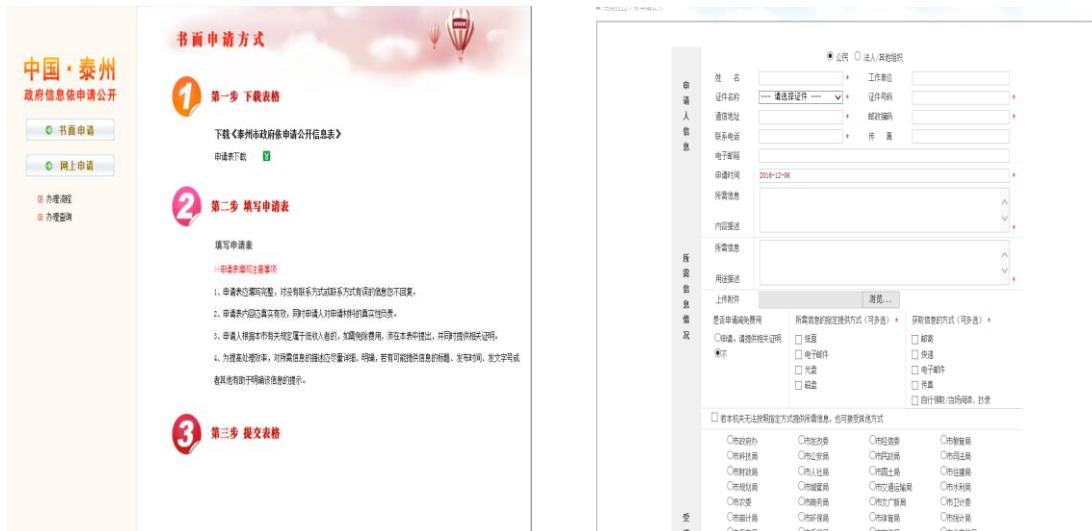 中国·泰州
政府信息依申请公开
书面申请
网上申请
办理流程
办理查询
书面申请方式
1 第一步 下载表格
下载《泰州市政府依申请公开信息表》
申请表下载
2 第二步 填写申请表
填写申请表
>>申请表填写注意事项
1、申请表应填写完整，对没有联系方式或联系方式有误的信息恕不回复。
2、申请表内容应真实有效，同时申请人对申请材料的真实性负责。
3、申请人根据本市有关规定属于低收入者的，如需免除费用，须在本表中提出，并同时提供相关证明。
4、为提高处理效率，对所需信息的描述应尽量详细、明确，若有可能提供信息的标题、发布时间、发文字号或
者其他有助于明确该信息的提示。
3 第三步 提交表格
公民 法人/其他组织
申请人信息
姓 名 * 工作单位
证件名称 --- 请选择证件 --- * 证件号码 *
通信地址 * 邮政编码 *
联系电话 * 传 真
电子邮箱
申请时间 2016-12-06 *
所需信息情况
所需信息
内容描述 *
所需信息
用途描述 *
上传附件 浏览...
是否申请减免费用 所需信息的指定提供方式（可多选） * 获取信息的方式（可多选） *
申请。请提供相关证明 纸面 邮寄
不 电子邮件 快递
光盘 电子邮件
磁盘 传真
自行领取/当场阅读、抄录
若本机关无法按照指定方式提供所需信息，也可接受其他方式
市政府办 市发改委 市经信委 市教育局
市科技局 市公安局 市民政局 市司法局
市财政局 市人社局 市国土局 市住建局
市规划局 市城管局 市交通运输局 市水利局
市农委 市商务局 市文广新局 市卫计委
受 市审计局 市环保局 市体育局 市统计局